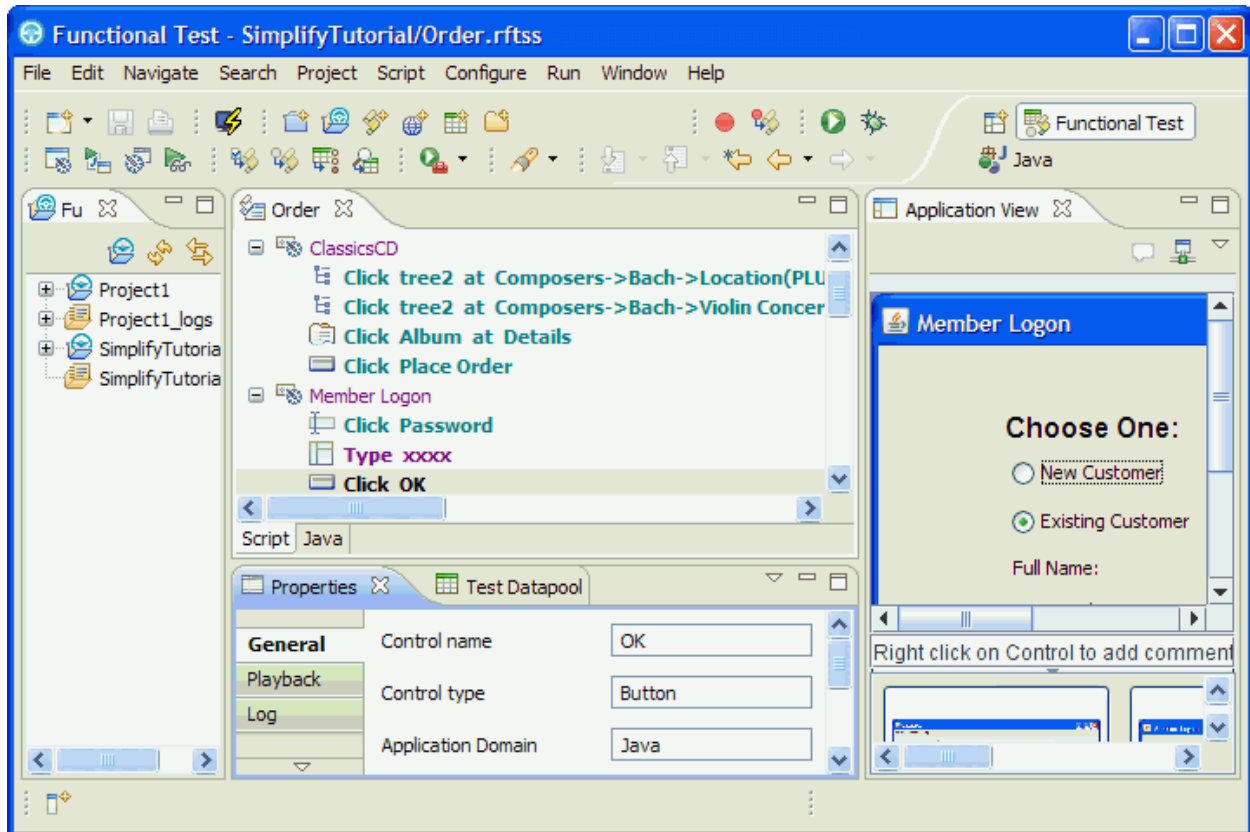 Functional Test - SimplifyTutorial/Order.rftss
File Edit Navigate Search Project Script Configure Run Window Help
Functional Test
Java
Fu
Project1
Project1_logs
SimplifyTutoria
SimplifyTutoria
Order
ClassicsCD
Click tree2 at Composers->Bach->Location(PLU
Click tree2 at Composers->Bach->Violin Concer
Click Album at Details
Click Place Order
Member Logon
Click Password
Type xxxx
Click OK
Script Java
Properties Test Datapool
General
Playback
Log
Control name OK
Control type Button
Application Domain Java
Application View
Member Logon
Choose One:
New Customer
Existing Customer
Full Name:
Right click on Control to add comment